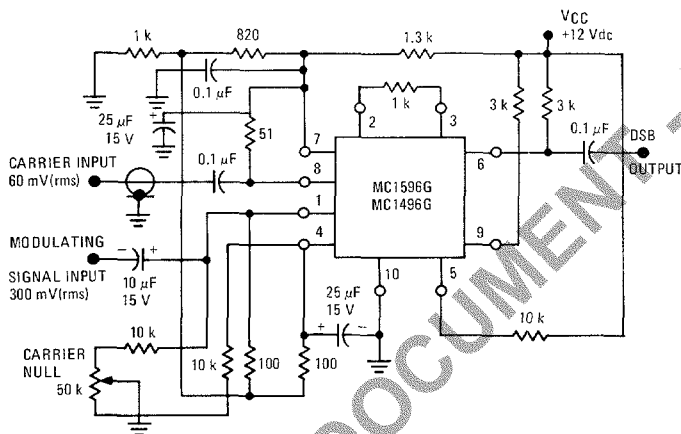 1 k
820
1.3 k
VCC
+12 Vdc
0.1 µF
1 k
3 k
3 k
25 µF
15 V
+
51
2
3
0.1 µF
DSB
OUTPUT
CARRIER INPUT
60 mV(rms)
0.1 µF
7
8
1
4
MC1596G
MC1496G
6
9
10
5
MODULATING
SIGNAL INPUT
300 mV(rms)
− +
10 µF
15 V
25 µF
15 V
+ −
10 k
10 k
CARRIER
NULL
50 k
10 k
100
100
DOCUMENT -